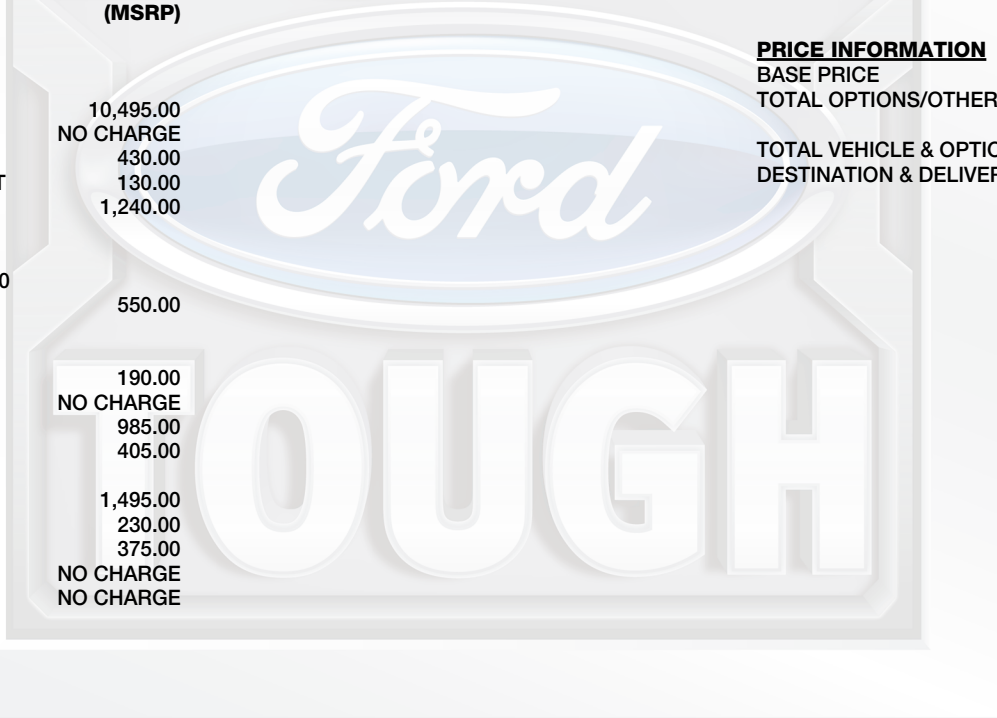 (MSRP)
10,495.00
NO CHARGE
430.00
T 130.00
1,240.00
0
550.00
190.00
NO CHARGE
985.00
405.00
1,495.00
230.00
375.00
NO CHARGE
NO CHARGE
Ford
TOUGH
PRICE INFORMATION
BASE PRICE
TOTAL OPTIONS/OTHER
TOTAL VEHICLE & OPTIO
DESTINATION & DELIVER